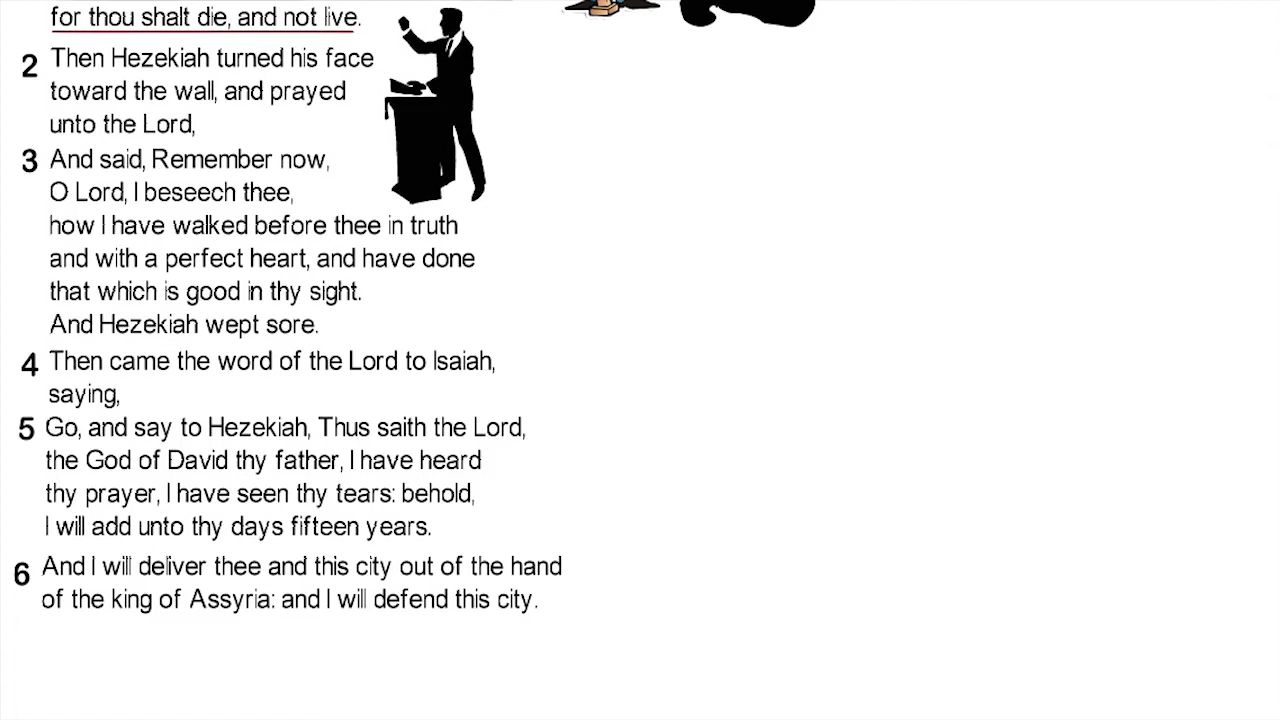 for thou shalt die, and not live.
2 Then Hezekiah turned his face
toward the wall, and prayed
unto the Lord,
3 And said, Remember now,
O Lord, I beseech thee,
how I have walked before thee in truth
and with a perfect heart, and have done
that which is good in thy sight.
And Hezekiah wept sore.
4 Then came the word of the Lord to Isaiah,
saying,
5 Go, and say to Hezekiah, Thus saith the Lord,
the God of David thy father, I have heard
thy prayer, I have seen thy tears: behold,
I will add unto thy days fifteen years.
6 And I will deliver thee and this city out of the hand
of the king of Assyria: and I will defend this city.